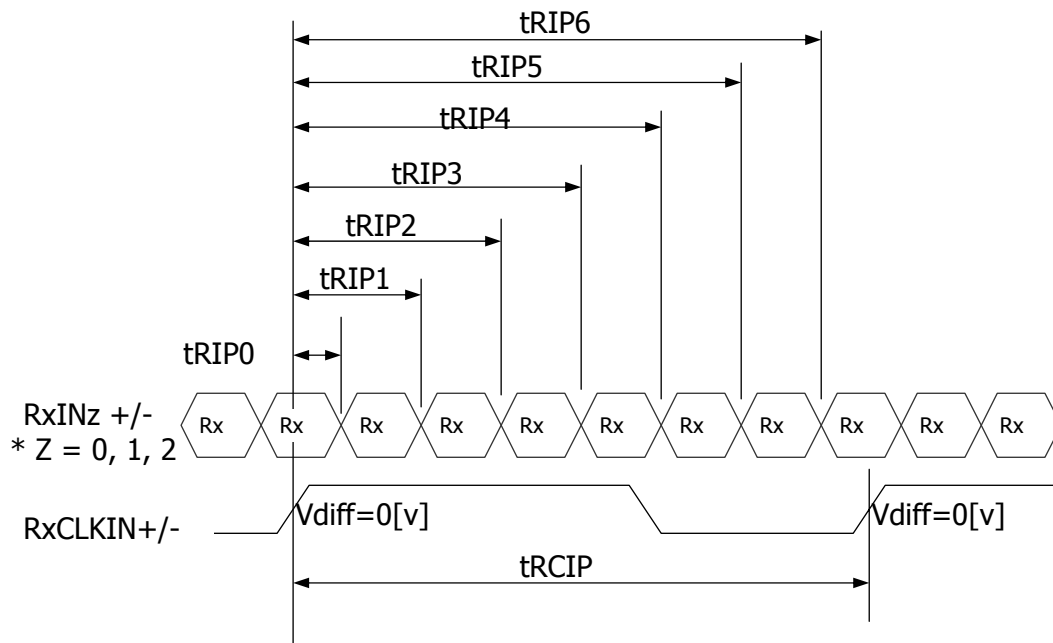 tRIP6
tRIP5
tRIP4
tRIP3
tRIP2
tRIP1
tRIP0
RxINz +/-
* Z = 0, 1, 2
Rx Rx Rx Rx Rx Rx Rx Rx Rx Rx Rx
RxCLKIN+/-
Vdiff=0[v] Vdiff=0[v]
tRCIP